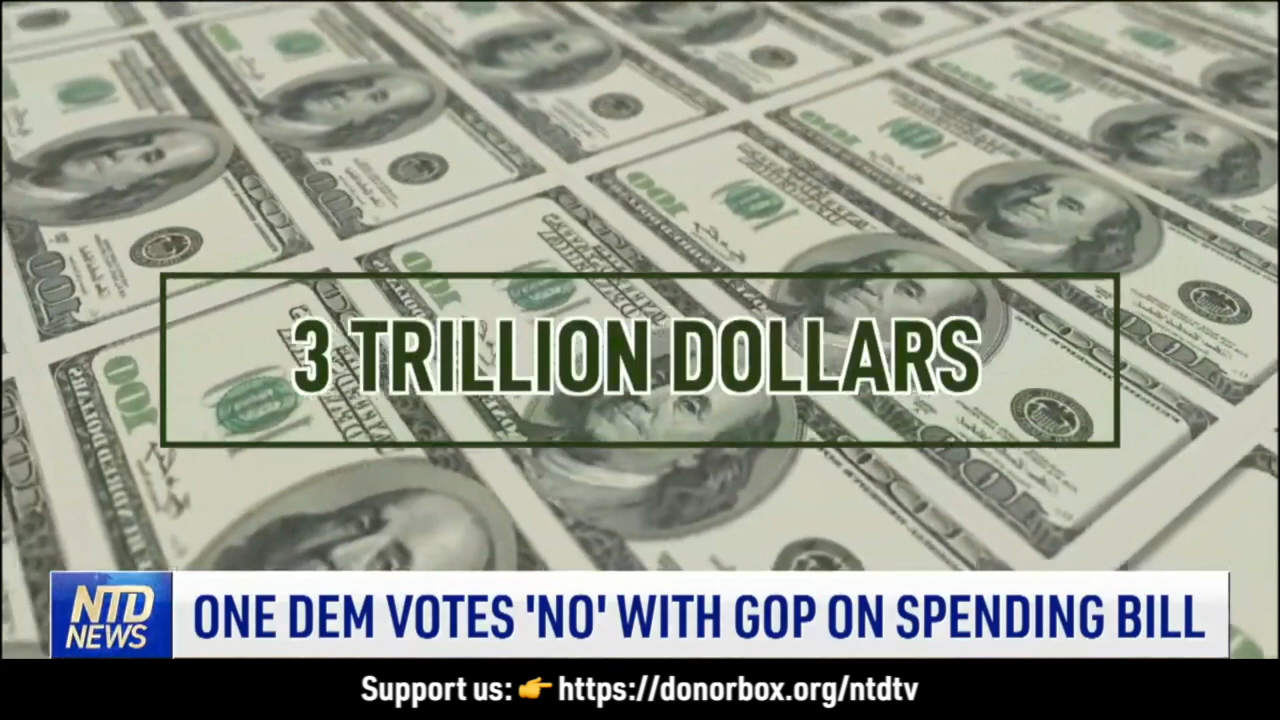 3 TRILLION DOLLARS
NTD
NEWS
ONE DEM VOTES 'NO' WITH GOP ON SPENDING BILL
Support us: 👉 https://donorbox.org/ntdtv